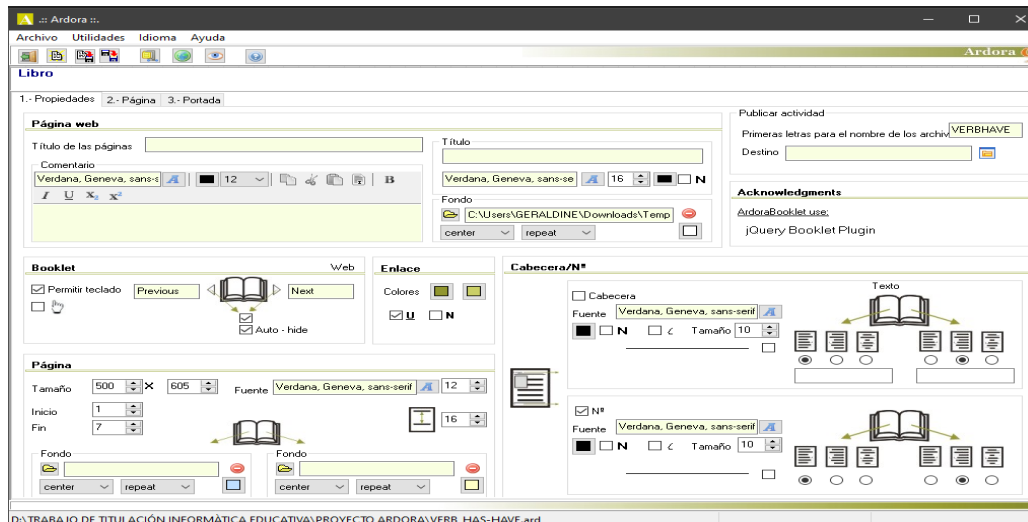 .:: Ardora ::.
Archivo Utilidades Idioma Ayuda
Ardora
Libro
1.- Propiedades 2.- Página 3.- Portada
Página web
Título de las páginas
Comentario
Verdana, Geneva, sans-s A 12 B
I U X₂ X²
Título
Verdana, Geneva, sans-se A 16 N
Fondo
C:\Users\GERALDINE\Downloads\Temp
center repeat
Publicar actividad
Primeras letras para el nombre de los archiv VERBHAVE
Destino
Acknowledgments
ArdoraBooklet use:
jQuery Booklet Plugin
Booklet Web
Permitir teclado Previous Next
Auto - hide
Enlace
Colores
U N
Cabecera/Nº
Cabecera
Fuente Verdana, Geneva, sans-serif A
N Tamaño 10
Texto
Nº
Fuente Verdana, Geneva, sans-serif A
N Tamaño 10
Página
Tamaño 500 X 605 Fuente Verdana, Geneva, sans-serif A 12
Inicio 1
16
Fin 7
Fondo
center repeat
Fondo
center repeat
D:\TRABAJO DE TITULACIÓN INFORMÀTICA EDUCATIVA\PROYECTO ARDORA\VERB HAS-HAVE.ard